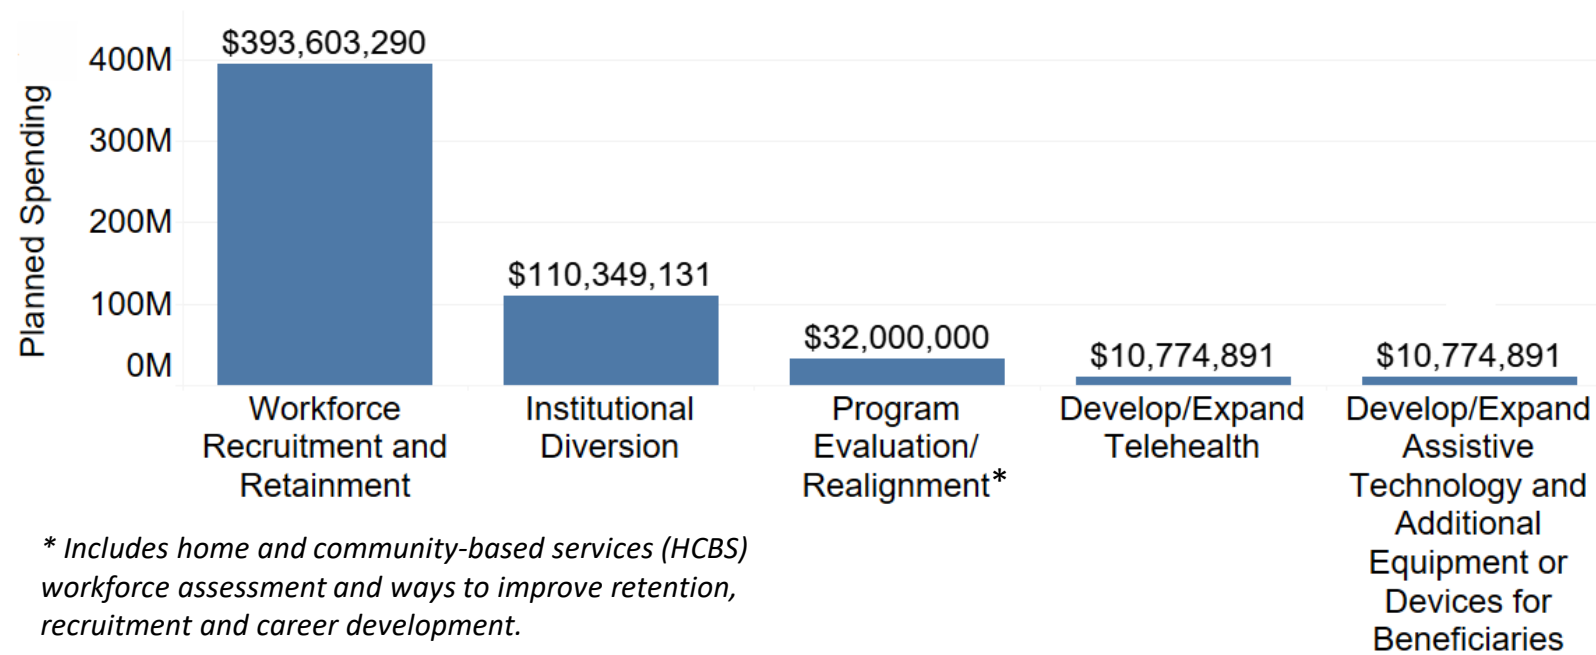 Planned Spending
400M
300M
200M
100M
0M
$393,603,290
$110,349,131
$32,000,000
$10,774,891
$10,774,891
Workforce
Recruitment and
Retainment
Institutional
Diversion
Program
Evaluation/
Realignment*
Develop/Expand
Telehealth
Develop/Expand
Assistive
Technology and
Additional
Equipment or
Devices for
Beneficiaries
* Includes home and community-based services (HCBS)
workforce assessment and ways to improve retention,
recruitment and career development.